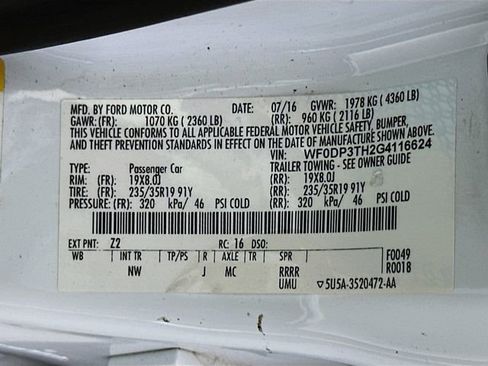 MFD. BY FORD MOTOR CO. DATE: 07/16 GVWR: 1978 KG ( 4360 LB)
GAWR: (FR): 1070 KG ( 2360 LB) (RR): 960 KG ( 2116 LB)
THIS VEHICLE CONFORMS TO ALL APPLICABLE FEDERAL MOTOR VEHICLE SAFETY, BUMPER,
AND THEFT PREVENTION STANDARDS IN EFFECT ON THE DATE OF MANUFACTURE SHOWN ABOVE.
VIN: WF0DP3TH2G4116624
TYPE: Passenger Car TRAILER TOWING - SEE OWNER GUIDE
RIM: (FR) 19X8.0J (RR): 19X8.0J
TIRE: (FR) 235/35R19 91Y (RR) 235/35R19 91Y
PRESSURE: (FR) 320 kPa/ 46 PSI COLD (RR) 320 kPa/ 46 PSI COLD
EXT PNT: Z2 RC: 16 DSO: F0049
WB INT TR TP/PS R AXLE TR SPR R0018
NW J MC RRRR
UMU ▽5U5A-3520472-AA